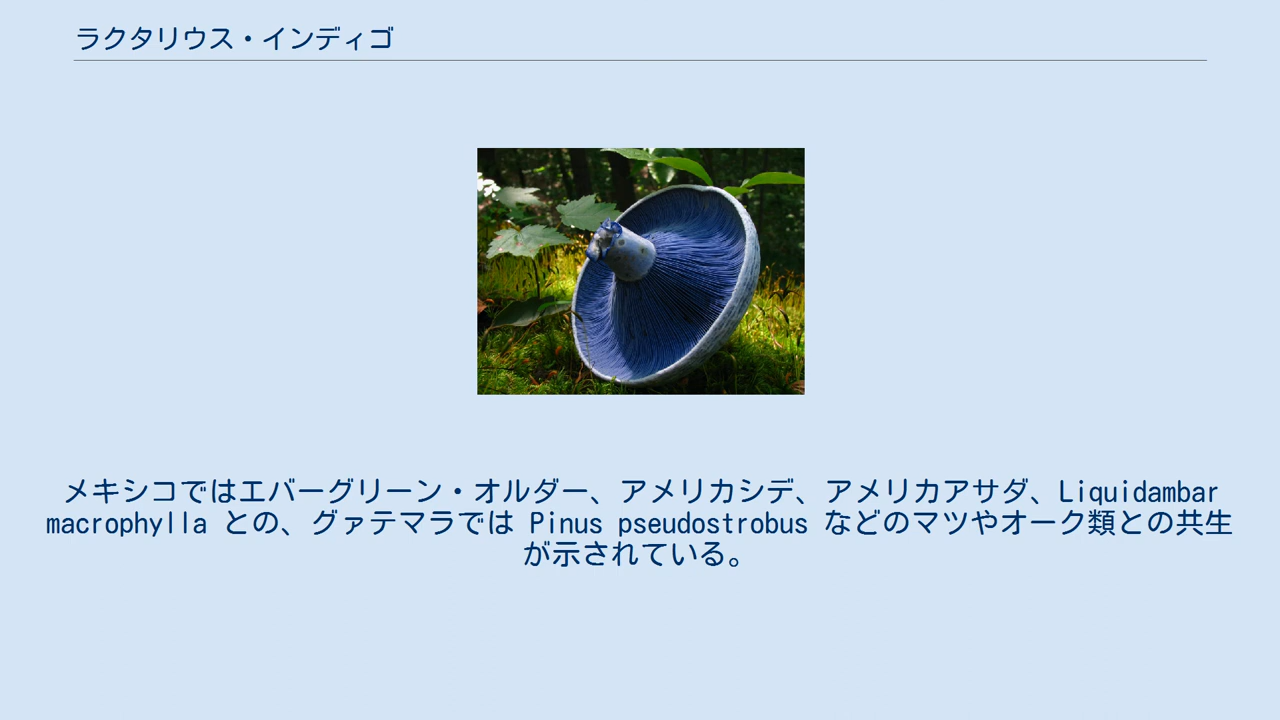 ラクタリウス・インディゴ
メキシコではエバーグリーン・オルダー、アメリカシデ、アメリカアサダ、Liquidambar
macrophylla との、グァテマラでは Pinus pseudostrobus などのマツやオーク類との共生
が示されている。